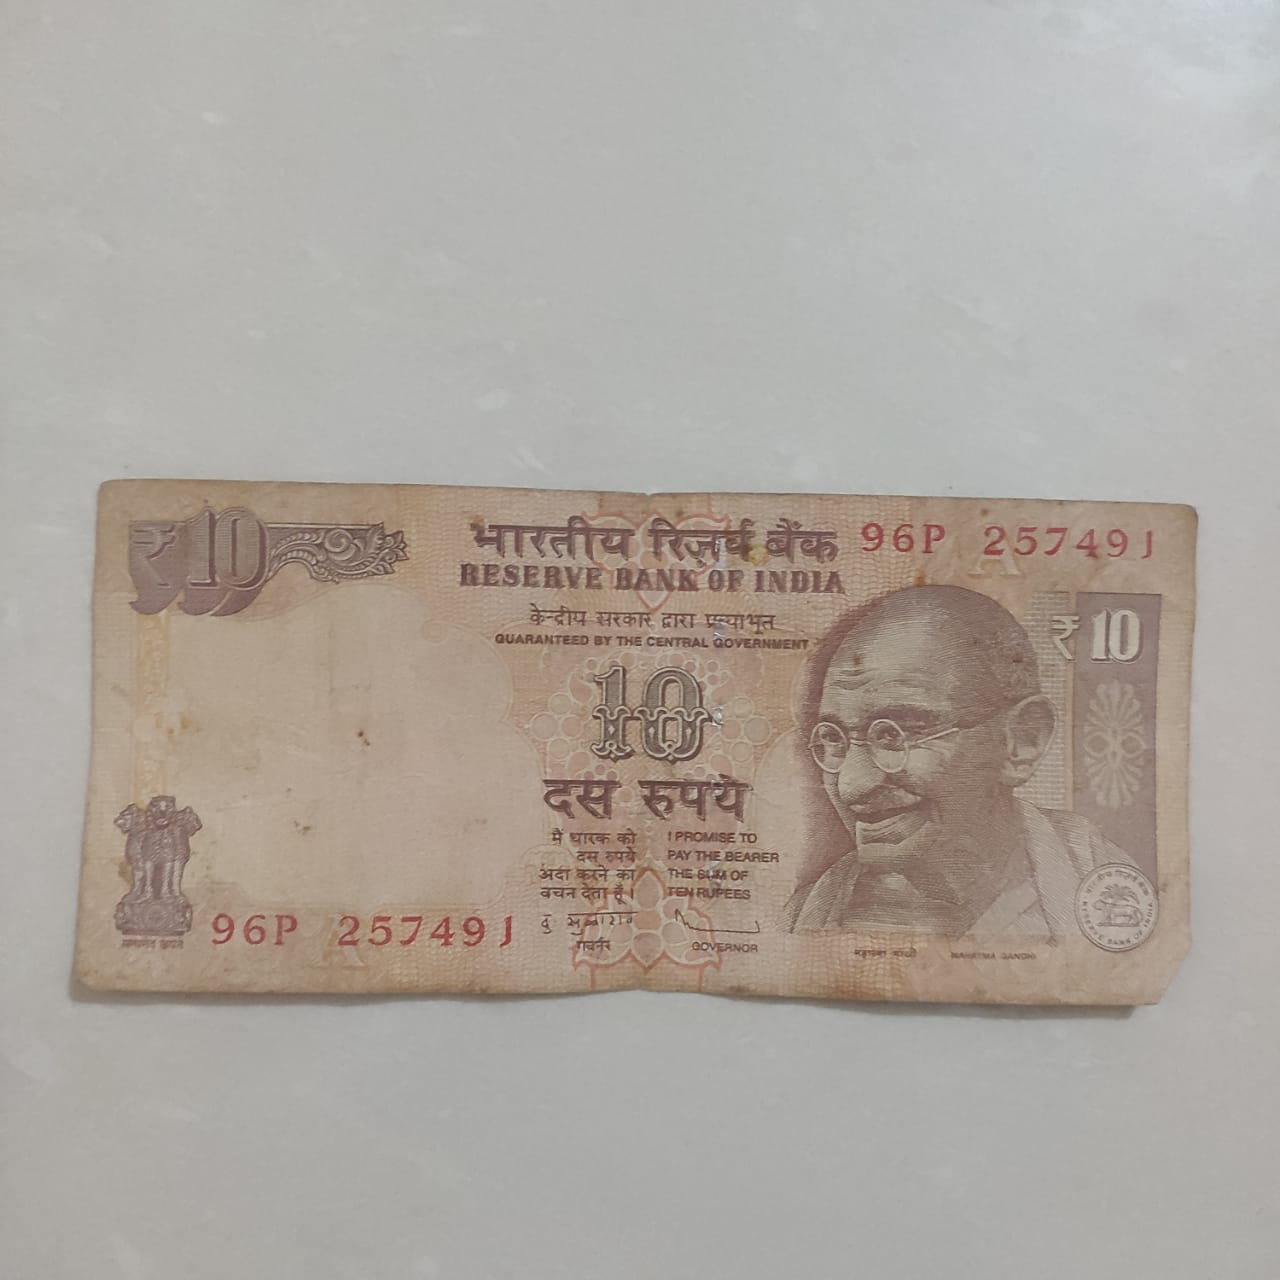 ₹10
भारतीय रिज़र्व बैंक
RESERVE BANK OF INDIA
96P 257491
केन्द्रीय सरकार द्वारा प्रत्याभूत
GUARANTEED BY THE CENTRAL GOVERNMENT
₹ 10
10
दस रुपये
मैं धारक को
दस रुपये
अदा करने का
वचन देता हूँ।
I PROMISE TO
PAY THE BEARER
THE SUM OF
TEN RUPEES
गवर्नर
GOVERNOR
सत्यमेव जयते
96P 257491
महात्मा गांधी
MAHATMA GANDHI
भारतीय रिज़र्व बैंक
RESERVE BANK OF INDIA
A
A